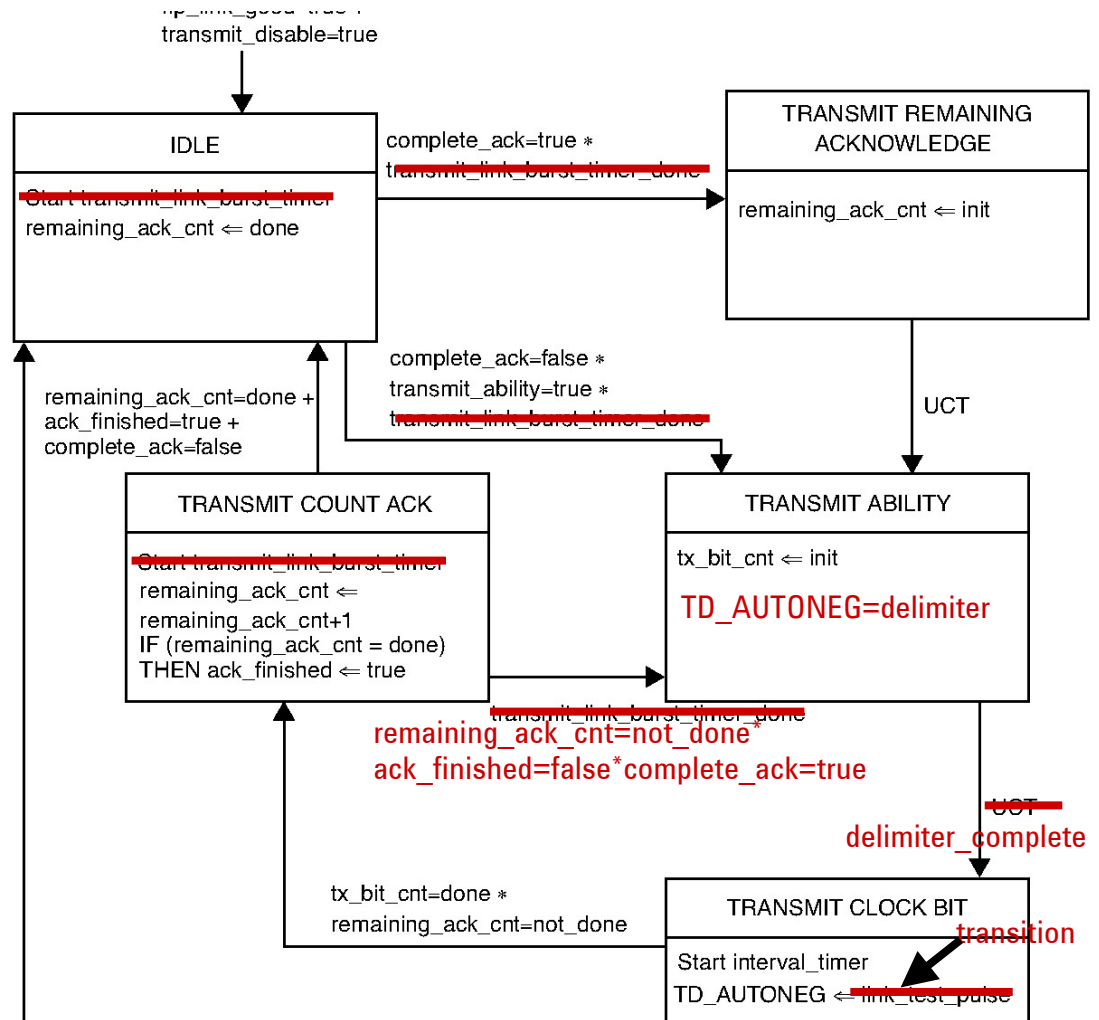 transmit_disable=true
IDLE
Start transmit_link_burst_timer
remaining_ack_cnt ⇐ done
complete_ack=true *
transmit_link_burst_timer_done
TRANSMIT REMAINING
ACKNOWLEDGE
remaining_ack_cnt ⇐ init
remaining_ack_cnt=done +
ack_finished=true +
complete_ack=false
complete_ack=false *
transmit_ability=true *
transmit_link_burst_timer_done
UCT
TRANSMIT COUNT ACK
Start transmit_link_burst_timer
remaining_ack_cnt ⇐
remaining_ack_cnt+1
IF (remaining_ack_cnt = done)
THEN ack_finished ⇐ true
TRANSMIT ABILITY
tx_bit_cnt ⇐ init
TD_AUTONEG=delimiter
transmit_link_burst_timer_done
remaining_ack_cnt=not_done*
ack_finished=false*complete_ack=true
UCT
delimiter_complete
tx_bit_cnt=done *
remaining_ack_cnt=not_done
TRANSMIT CLOCK BIT
transition
Start interval_timer
TD_AUTONEG ⇐ link_test_pulse